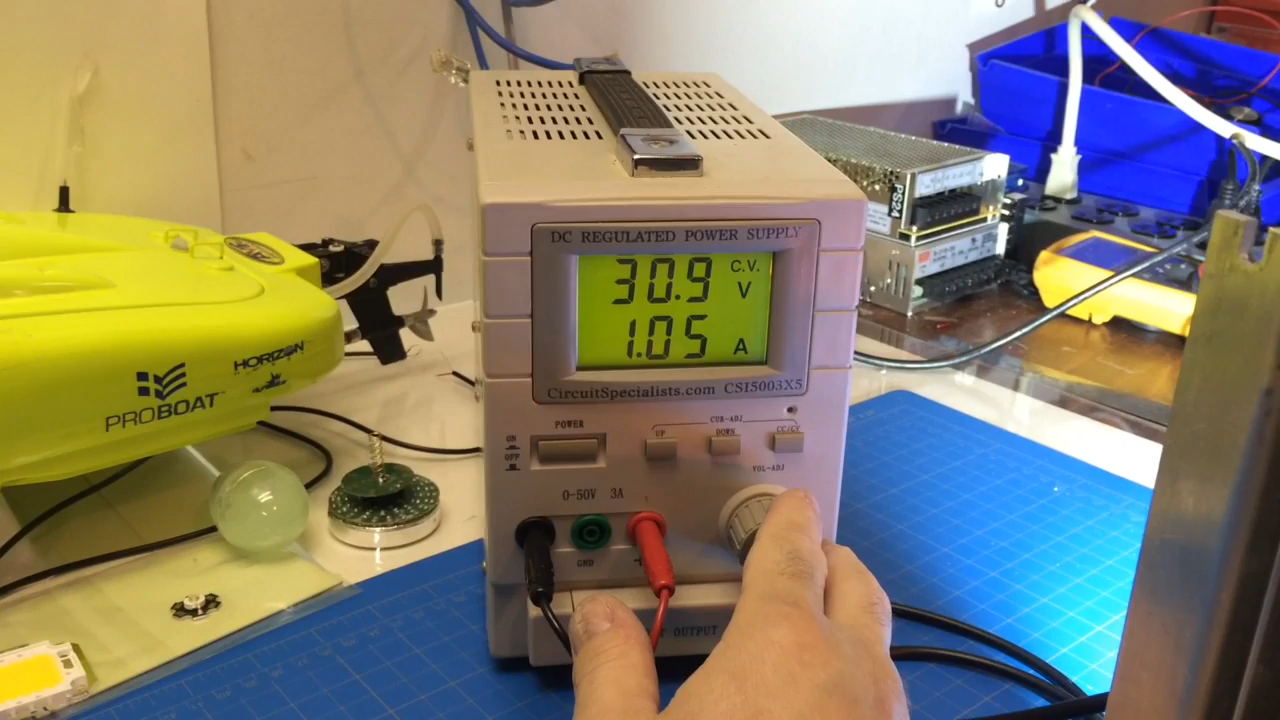 DC REGULATED POWER SUPPLY
30.9 C.V. V
1.05 A
CircuitSpecialists.com CSI5003X5
POWER
ON
OFF
CUR-ADJ
UP DOWN CC/CV
VOL-ADJ
0-50V 3A
GND
OUTPUT
HORIZON
PROBOAT
PS24